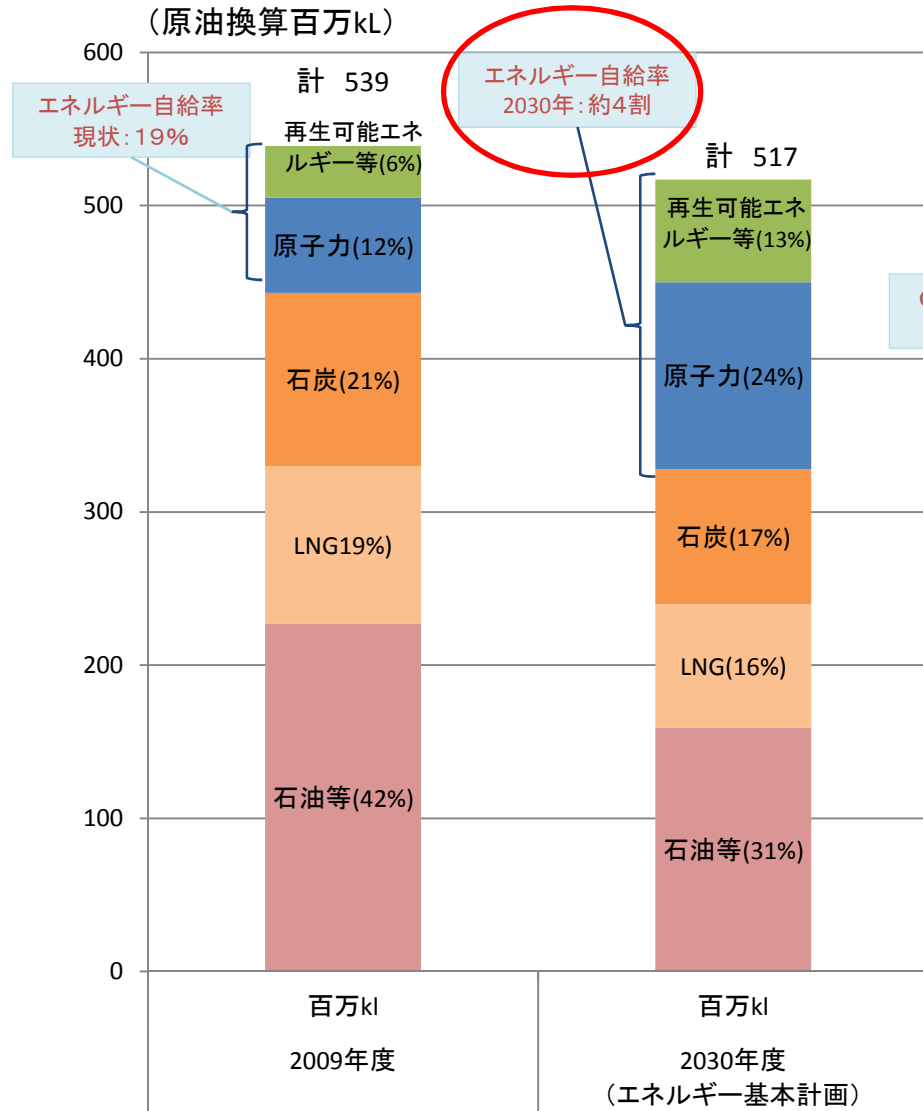 （原油換算百万kL）
600
500
400
300
200
100
0
エネルギー自給率
現状：１９％
計 539
再生可能エネ
ルギー等(6%)
原子力(12%)
石炭(21%)
LNG19%)
石油等(42%)
エネルギー自給率
2030年：約４割
計 517
再生可能エネ
ルギー等(13%)
原子力(24%)
石炭(17%)
LNG(16%)
石油等(31%)
百万kl
2009年度
百万kl
2030年度
（エネルギー基本計画）